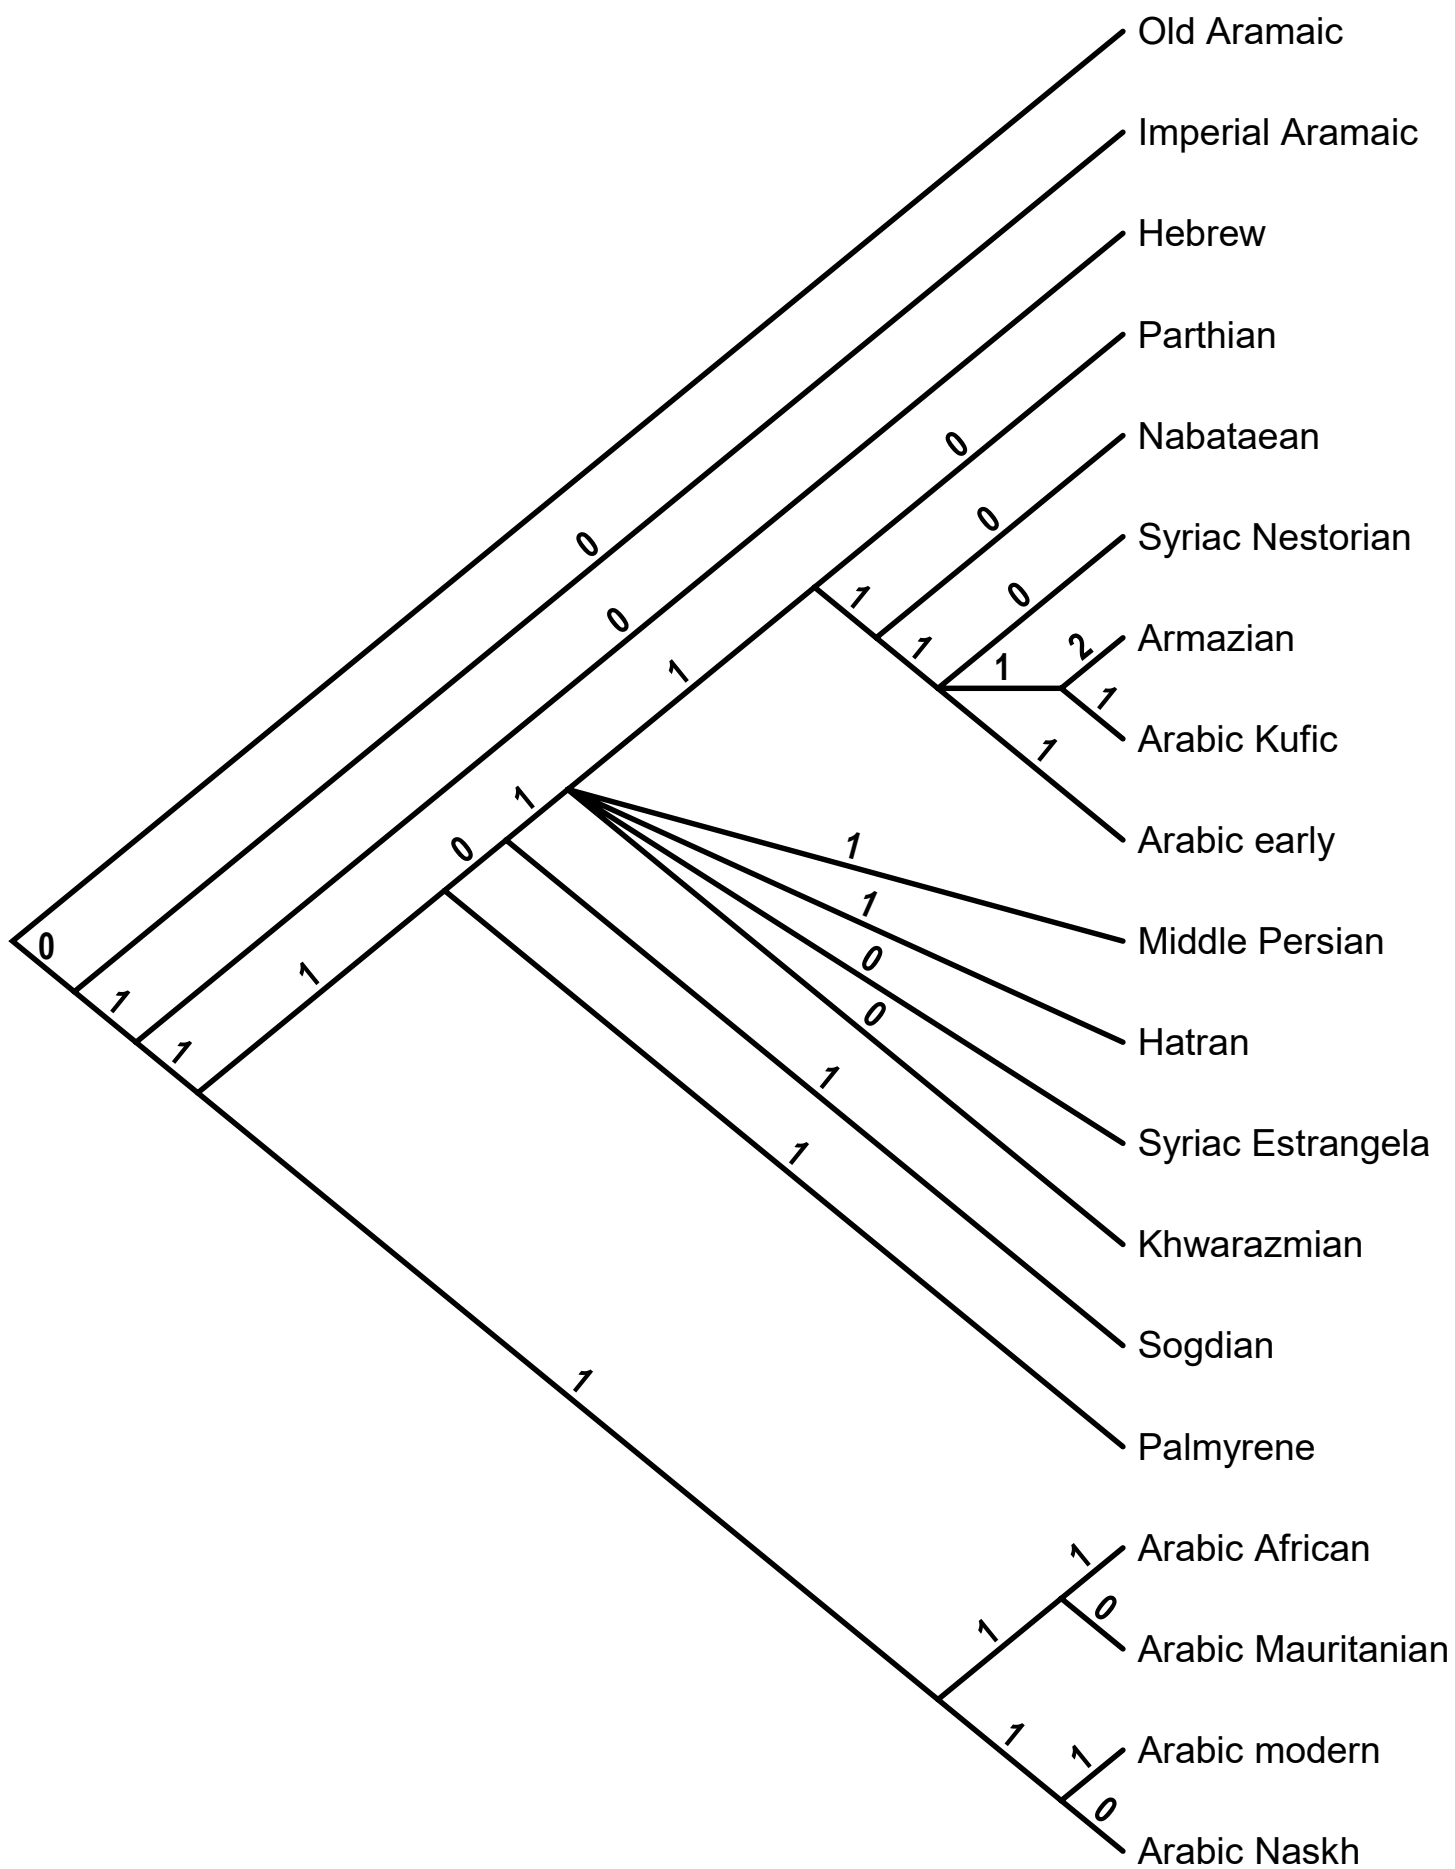 Old Aramaic
Imperial Aramaic
Hebrew
Parthian
0
Nabataean
0
Syriac Nestorian
0
0
1
Armazian
2
0
1
1
1
1
Arabic Kufic
1
1
Arabic early
1
0
1
Middle Persian
0
1
0
1
1
0
Hatran
1
1
Syriac Estrangela
1
Khwarazmian
Sogdian
1
Palmyrene
1
Arabic African
0
1
Arabic Mauritanian
1
1
Arabic modern
0
Arabic Naskh